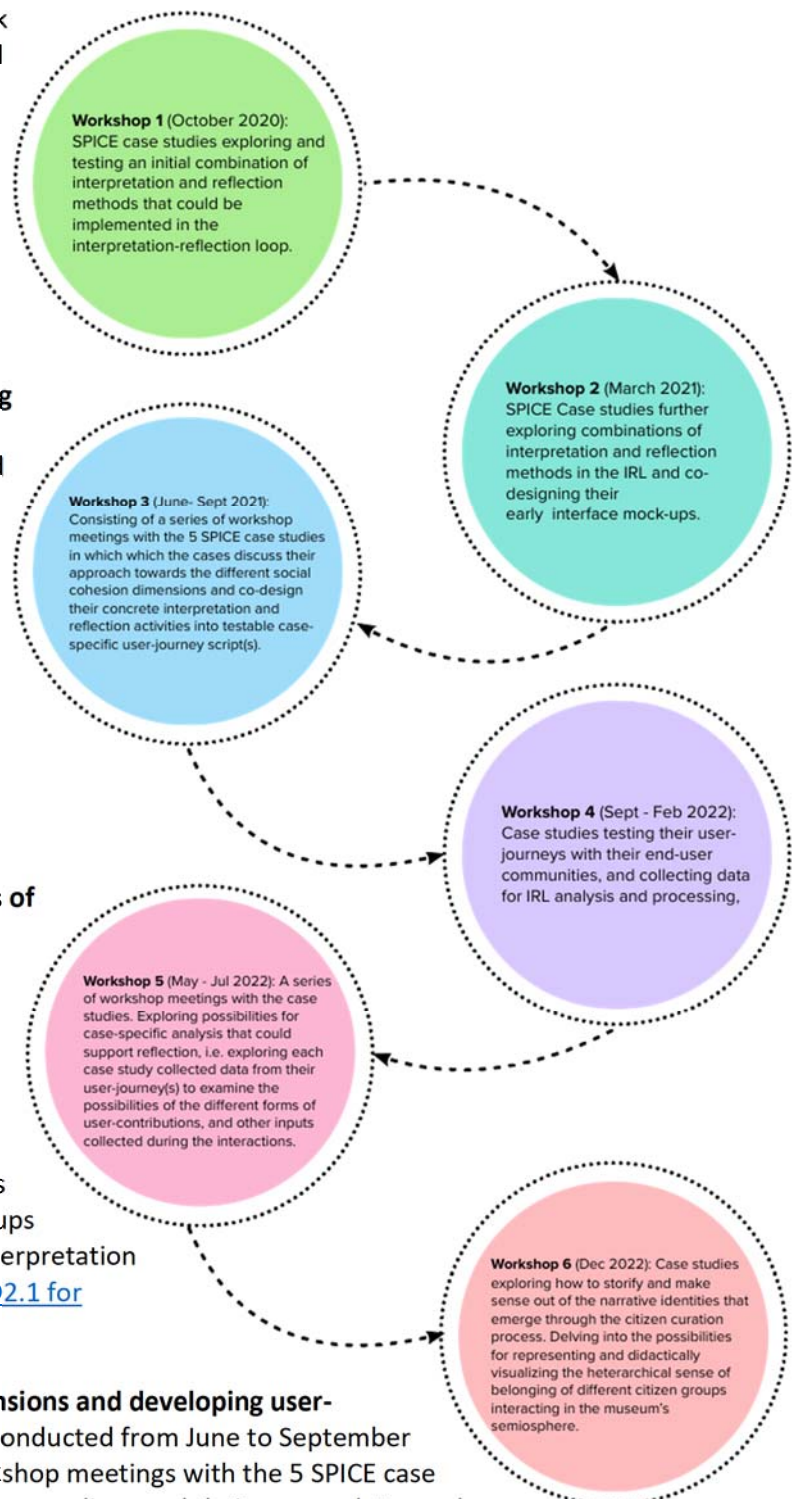 k
Workshop 1 (October 2020):
SPICE case studies exploring and
testing an initial combination of
interpretation and reflection
methods that could be
implemented in the
interpretation-reflection loop.
Workshop 2 (March 2021):
SPICE Case studies further
exploring combinations of
interpretation and reflection
methods in the IRL and co-
designing their
early interface mock-ups.
g
Workshop 3 (June- Sept 2021):
Consisting of a series of workshop
meetings with the 5 SPICE case studies
in which which the cases discuss their
approach towards the different social
cohesion dimensions and co-design
their concrete interpretation and
reflection activities into testable case-
specific user-journey script(s).
Workshop 4 (Sept - Feb 2022):
Case studies testing their user-
journeys with their end-user
communities, and collecting data
for IRL analysis and processing,
s of
Workshop 5 (May - Jul 2022): A series
of workshop meetings with the case
studies. Exploring possibilities for
case-specific analysis that could
support reflection, i.e. exploring each
case study collected data from their
user-journey(s) to examine the
possibilities of the different forms of
user-contributions, and other inputs
collected during the interactions.
s
ups
erpretation
2.1 for
Workshop 6 (Dec 2022): Case studies
exploring how to storify and make
sense out of the narrative identities that
emerge through the citizen curation
process. Delving into the possibilities
for representing and didactically
visualizing the heterarchical sense of
belonging of different citizen groups
interacting in the museum's
semiosphere.
nsions and developing user-
onducted from June to September
kshop meetings with the 5 SPICE case